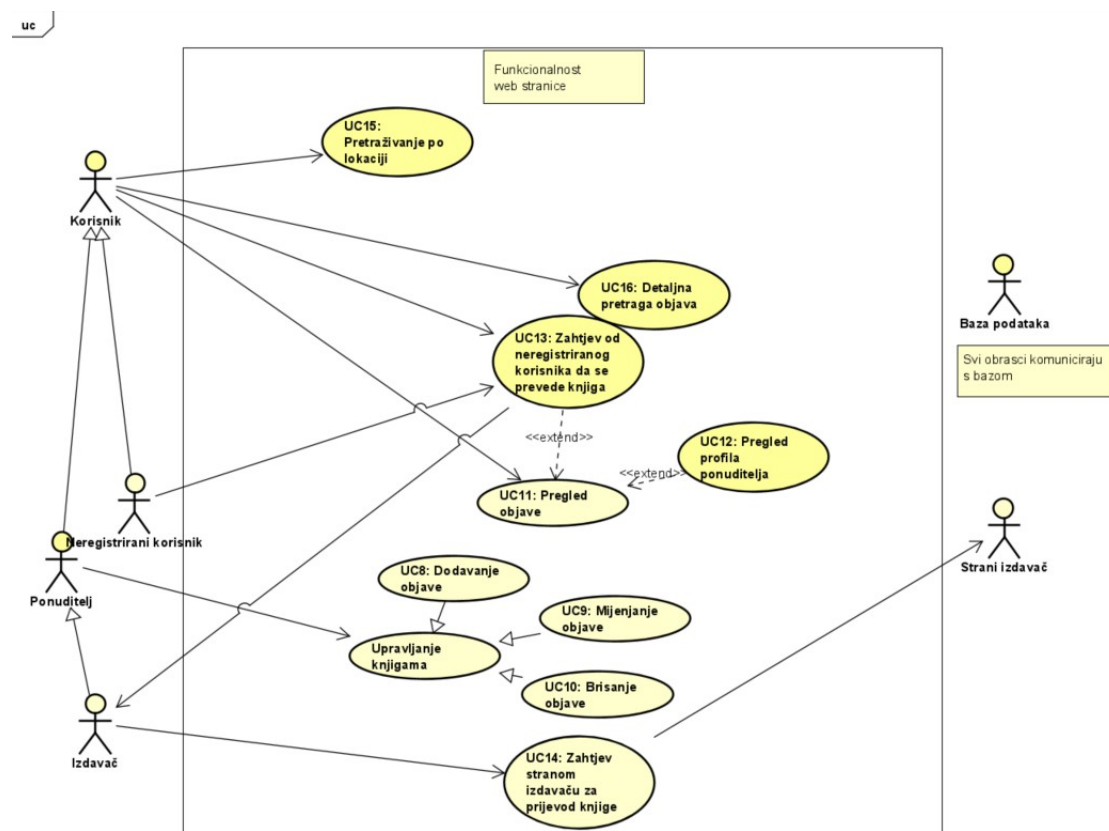 uc
Funkcionalnost
web stranice
UC15:
Pretraživanje po
lokaciji
Korisnik
UC16: Detaljna
pretraga objava
Baza podataka
UC13: Zahtjev od
neregistriranog
korisnika da se
prevede knjiga
Svi obrasci komuniciraju
s bazom
<<extend>>
UC12: Pregled
profila
ponuditelja
<<extend>>
UC11: Pregled
objave
Neregistrirani korisnik
Strani izdavač
Ponuditelj
UC8: Dodavanje
objave
UC9: Mijenjanje
objave
Upravljanje
knjigama
UC10: Brisanje
objave
Izdavač
UC14: Zahtjev
stranom
izdavaču za
prijevod knjige